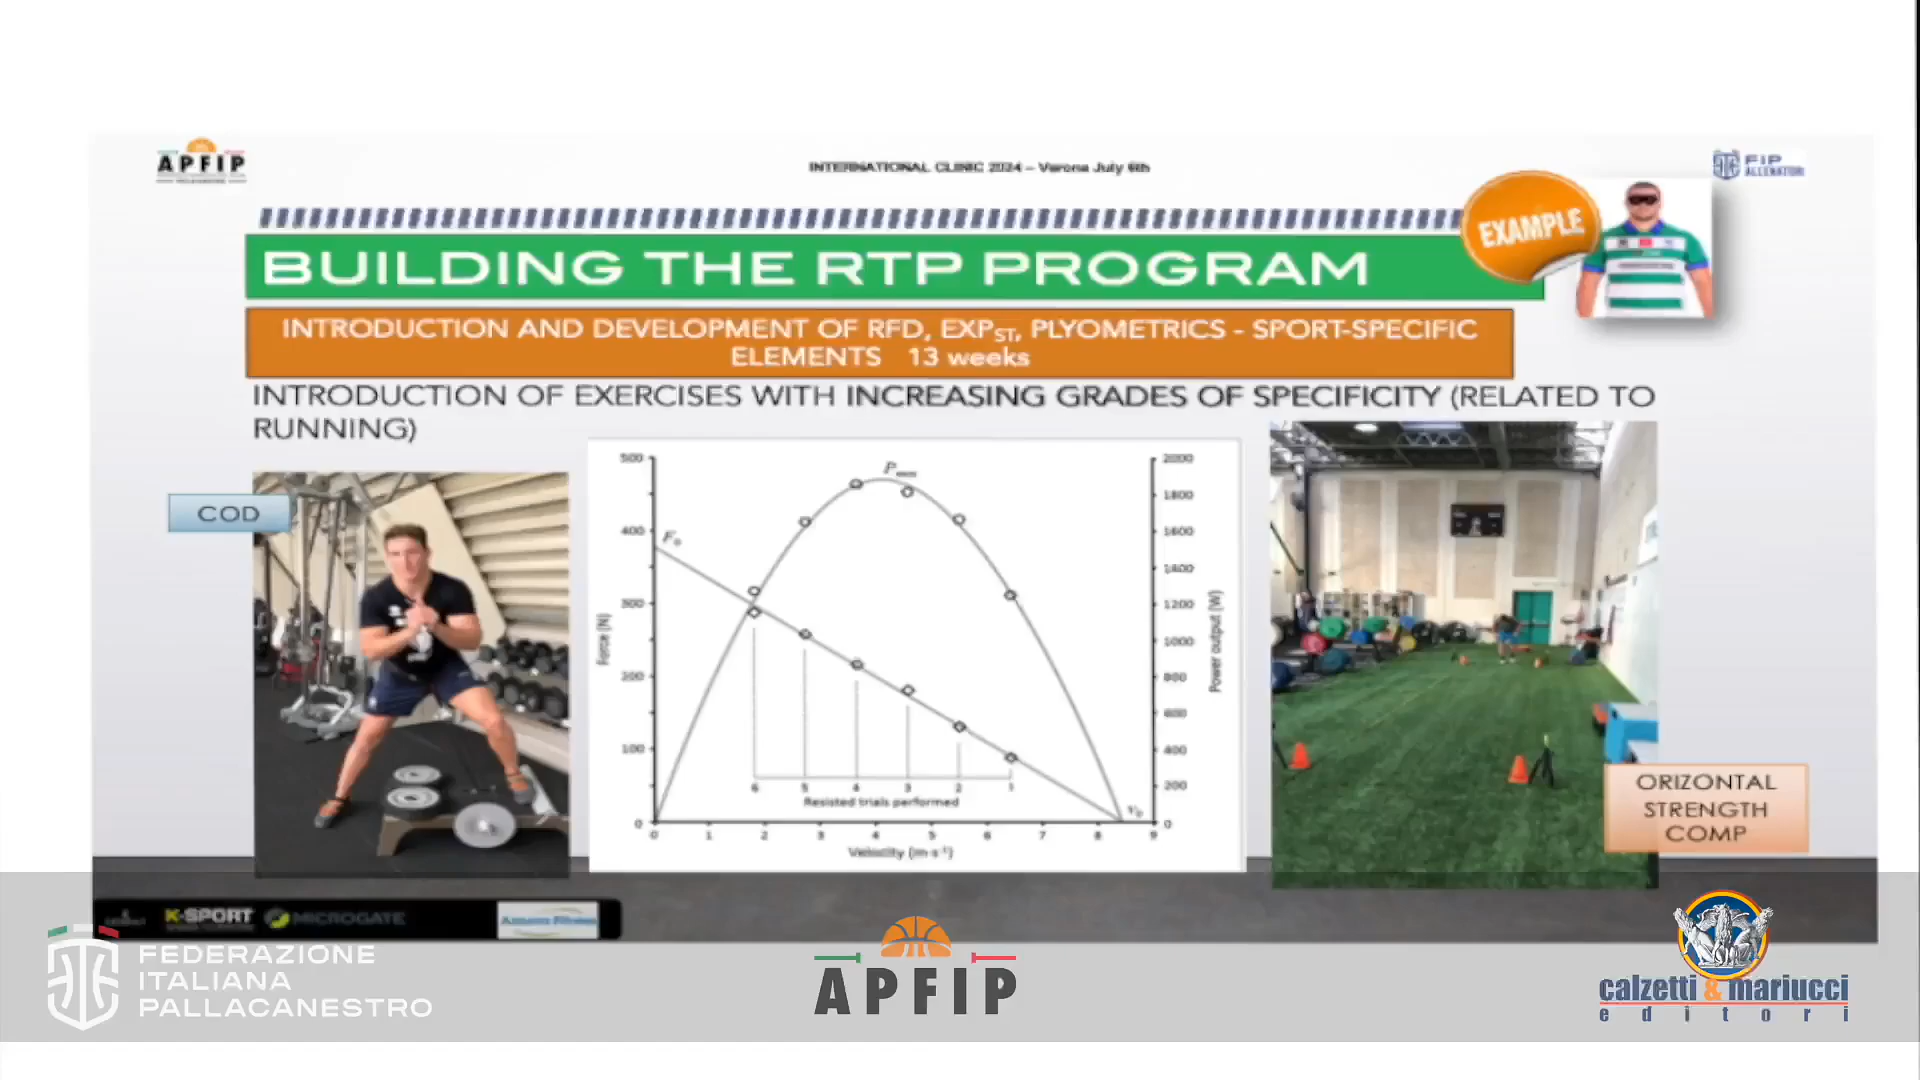 APFIP
INTERNATIONAL CLINIC 2024 – Verona July 6th
FIP
ALLENATORI
EXAMPLE
BUILDING THE RTP PROGRAM
INTRODUCTION AND DEVELOPMENT OF RFD, EXPST, PLYOMETRICS - SPORT-SPECIFIC
ELEMENTS 13 weeks
INTRODUCTION OF EXERCISES WITH INCREASING GRADES OF SPECIFICITY (RELATED TO
RUNNING)
COD
500
400
300
200
100
0
Force (N)
F0
Pmax
v0
6 5 4 3 2 1
Resisted trials performed
0 1 2 3 4 5 6 7 8 9
Velocity (m·s⁻¹)
2000
1800
1600
1400
1200
1000
800
600
400
200
0
Power output (W)
ORIZONTAL
STRENGTH
COMP
K-SPORT
MICROGATE
FEDERAZIONE
ITALIANA
PALLACANESTRO
APFIP
calzetti & mariucci
editori